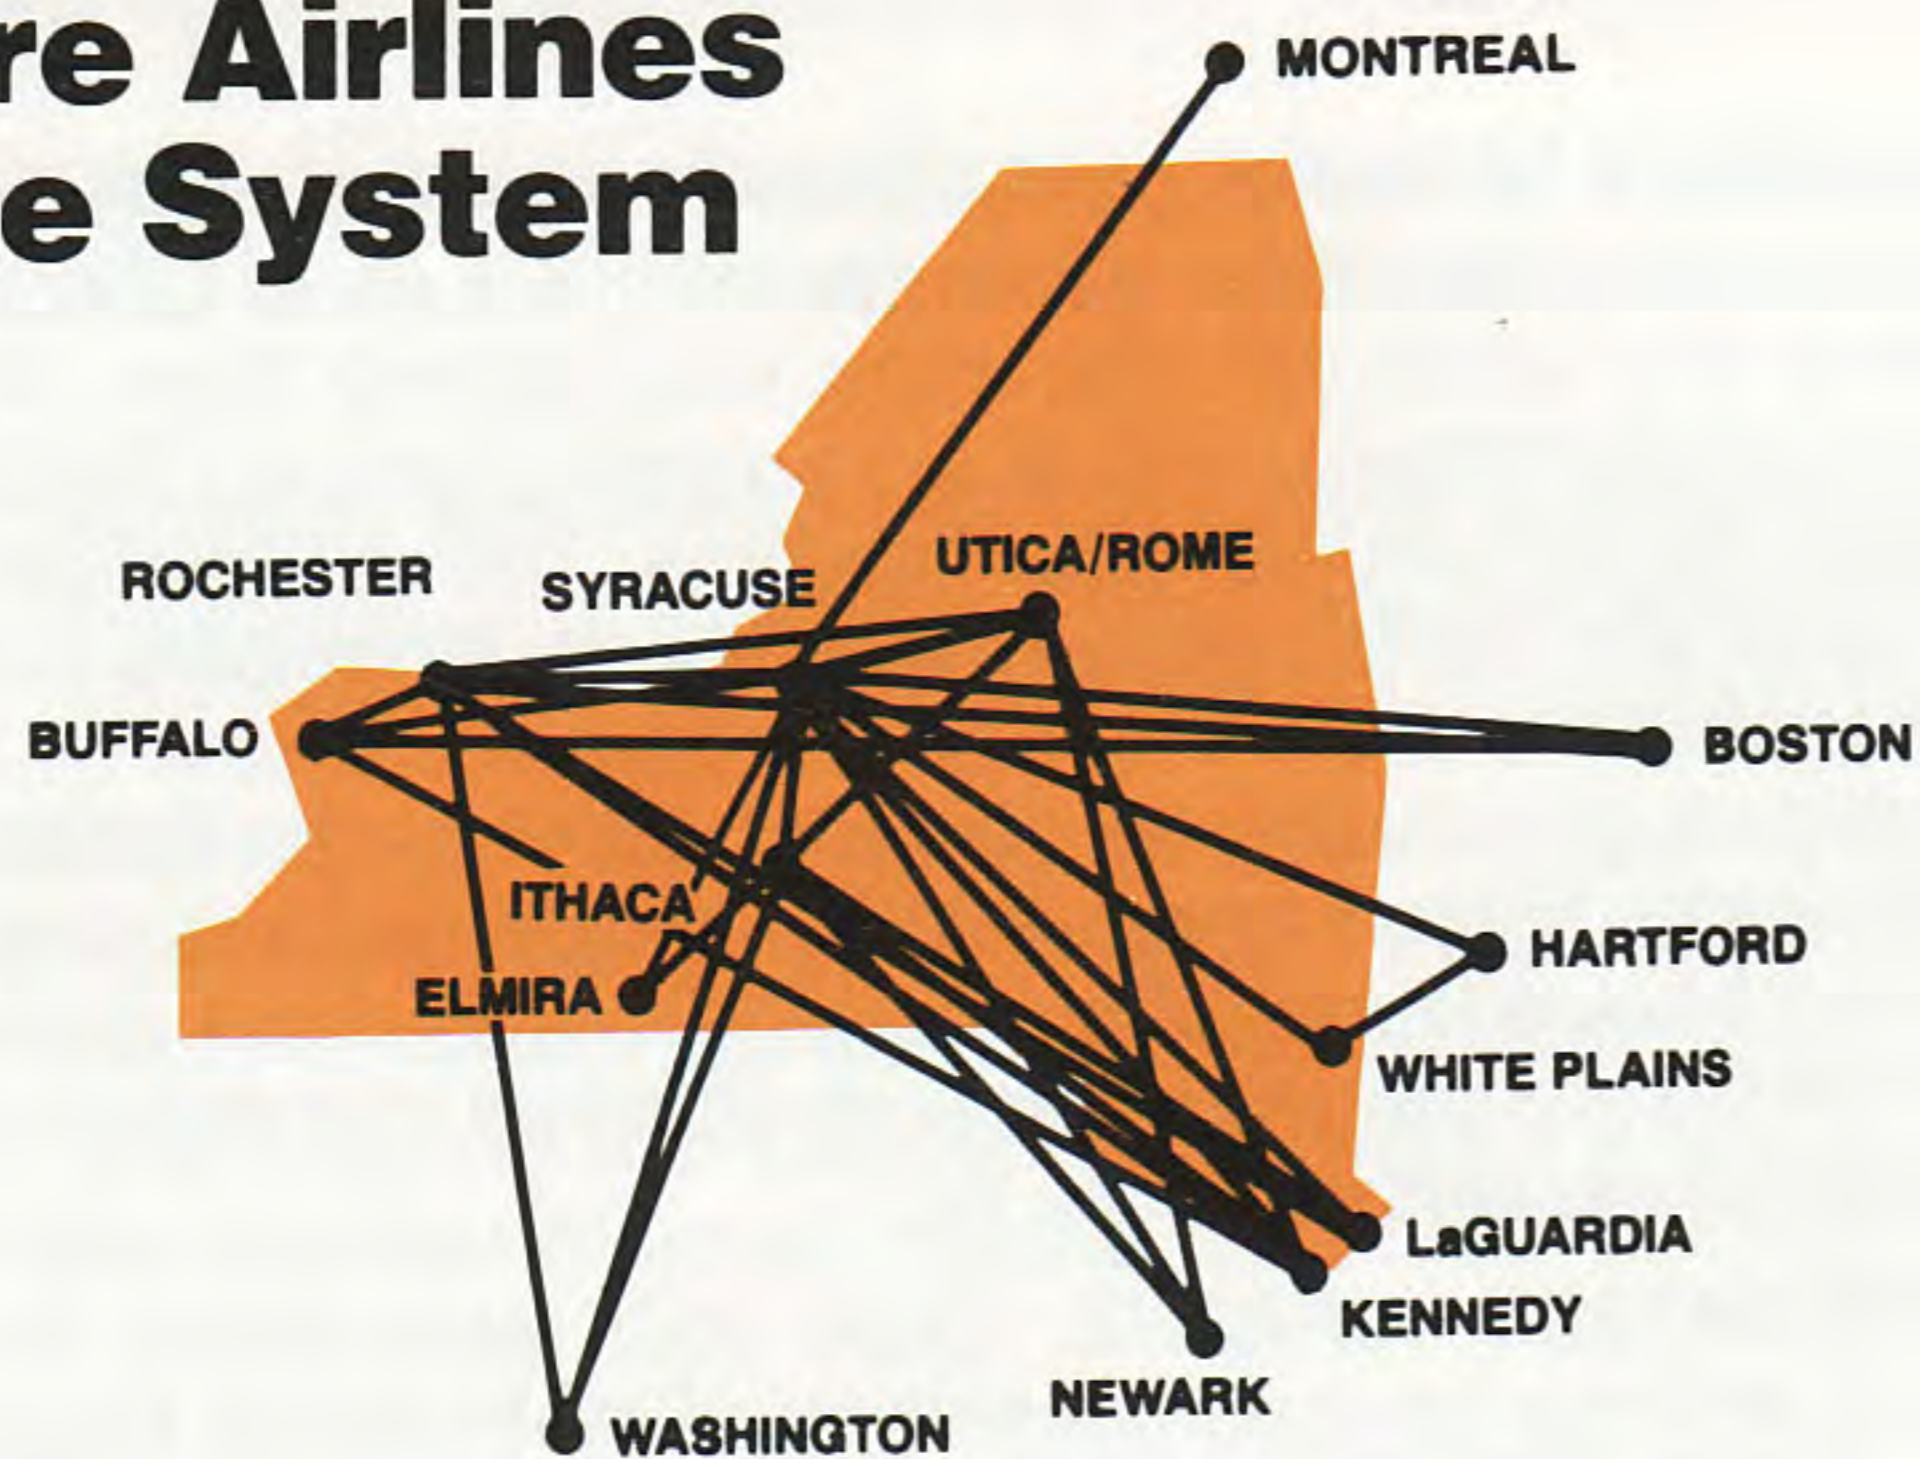 re Airlines
e System
MONTREAL
UTICA/ROME
ROCHESTER
SYRACUSE
BUFFALO
BOSTON
ITHACA
HARTFORD
ELMIRA
WHITE PLAINS
LaGUARDIA
KENNEDY
NEWARK
WASHINGTON